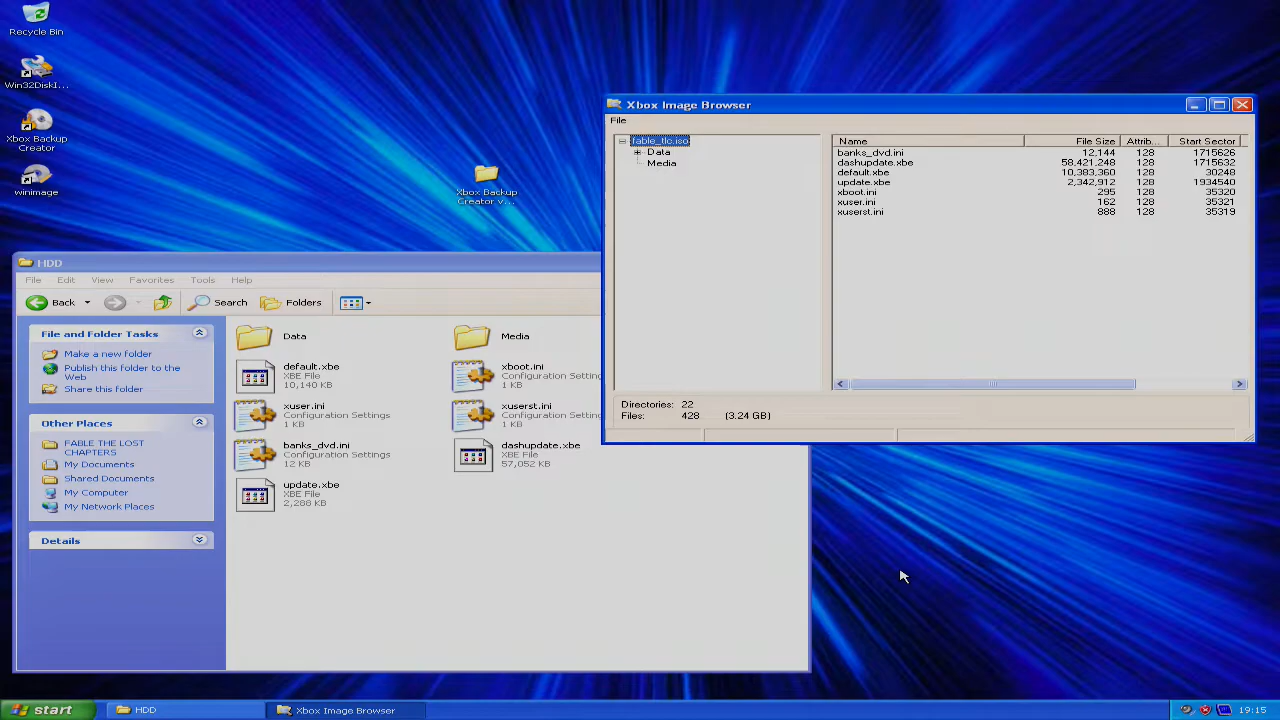 Recycle Bin
Win32DiskI...
Xbox Backup
Creator
winimage
Xbox Backup
Creator v...
Xbox Image Browser
File
fable_tlc.iso
Data
Media
Name File Size Attrib... Start Sector
banks_dvd.ini 12,144 128 1715626
dashupdate.xbe 58,421,248 128 1715632
default.xbe 10,383,360 128 30248
update.xbe 2,342,912 128 1934540
xboot.ini 295 128 35320
xuser.ini 162 128 35321
xuserst.ini 888 128 35319
Directories: 22
Files: 428 (3.24 GB)
HDD
File Edit View Favorites Tools Help
Back Search Folders
File and Folder Tasks
Make a new folder
Publish this folder to the
Web
Share this folder
Other Places
FABLE THE LOST
CHAPTERS
My Documents
Shared Documents
My Computer
My Network Places
Details
Data
Media
default.xbe
XBE File
10,140 KB
xboot.ini
Configuration Setting
1 KB
xuser.ini
Configuration Settings
1 KB
xuserst.ini
Configuration Setting
1 KB
banks_dvd.ini
Configuration Settings
12 KB
dashupdate.xbe
XBE File
57,052 KB
update.xbe
XBE File
2,288 KB
start HDD Xbox Image Browser 19:15